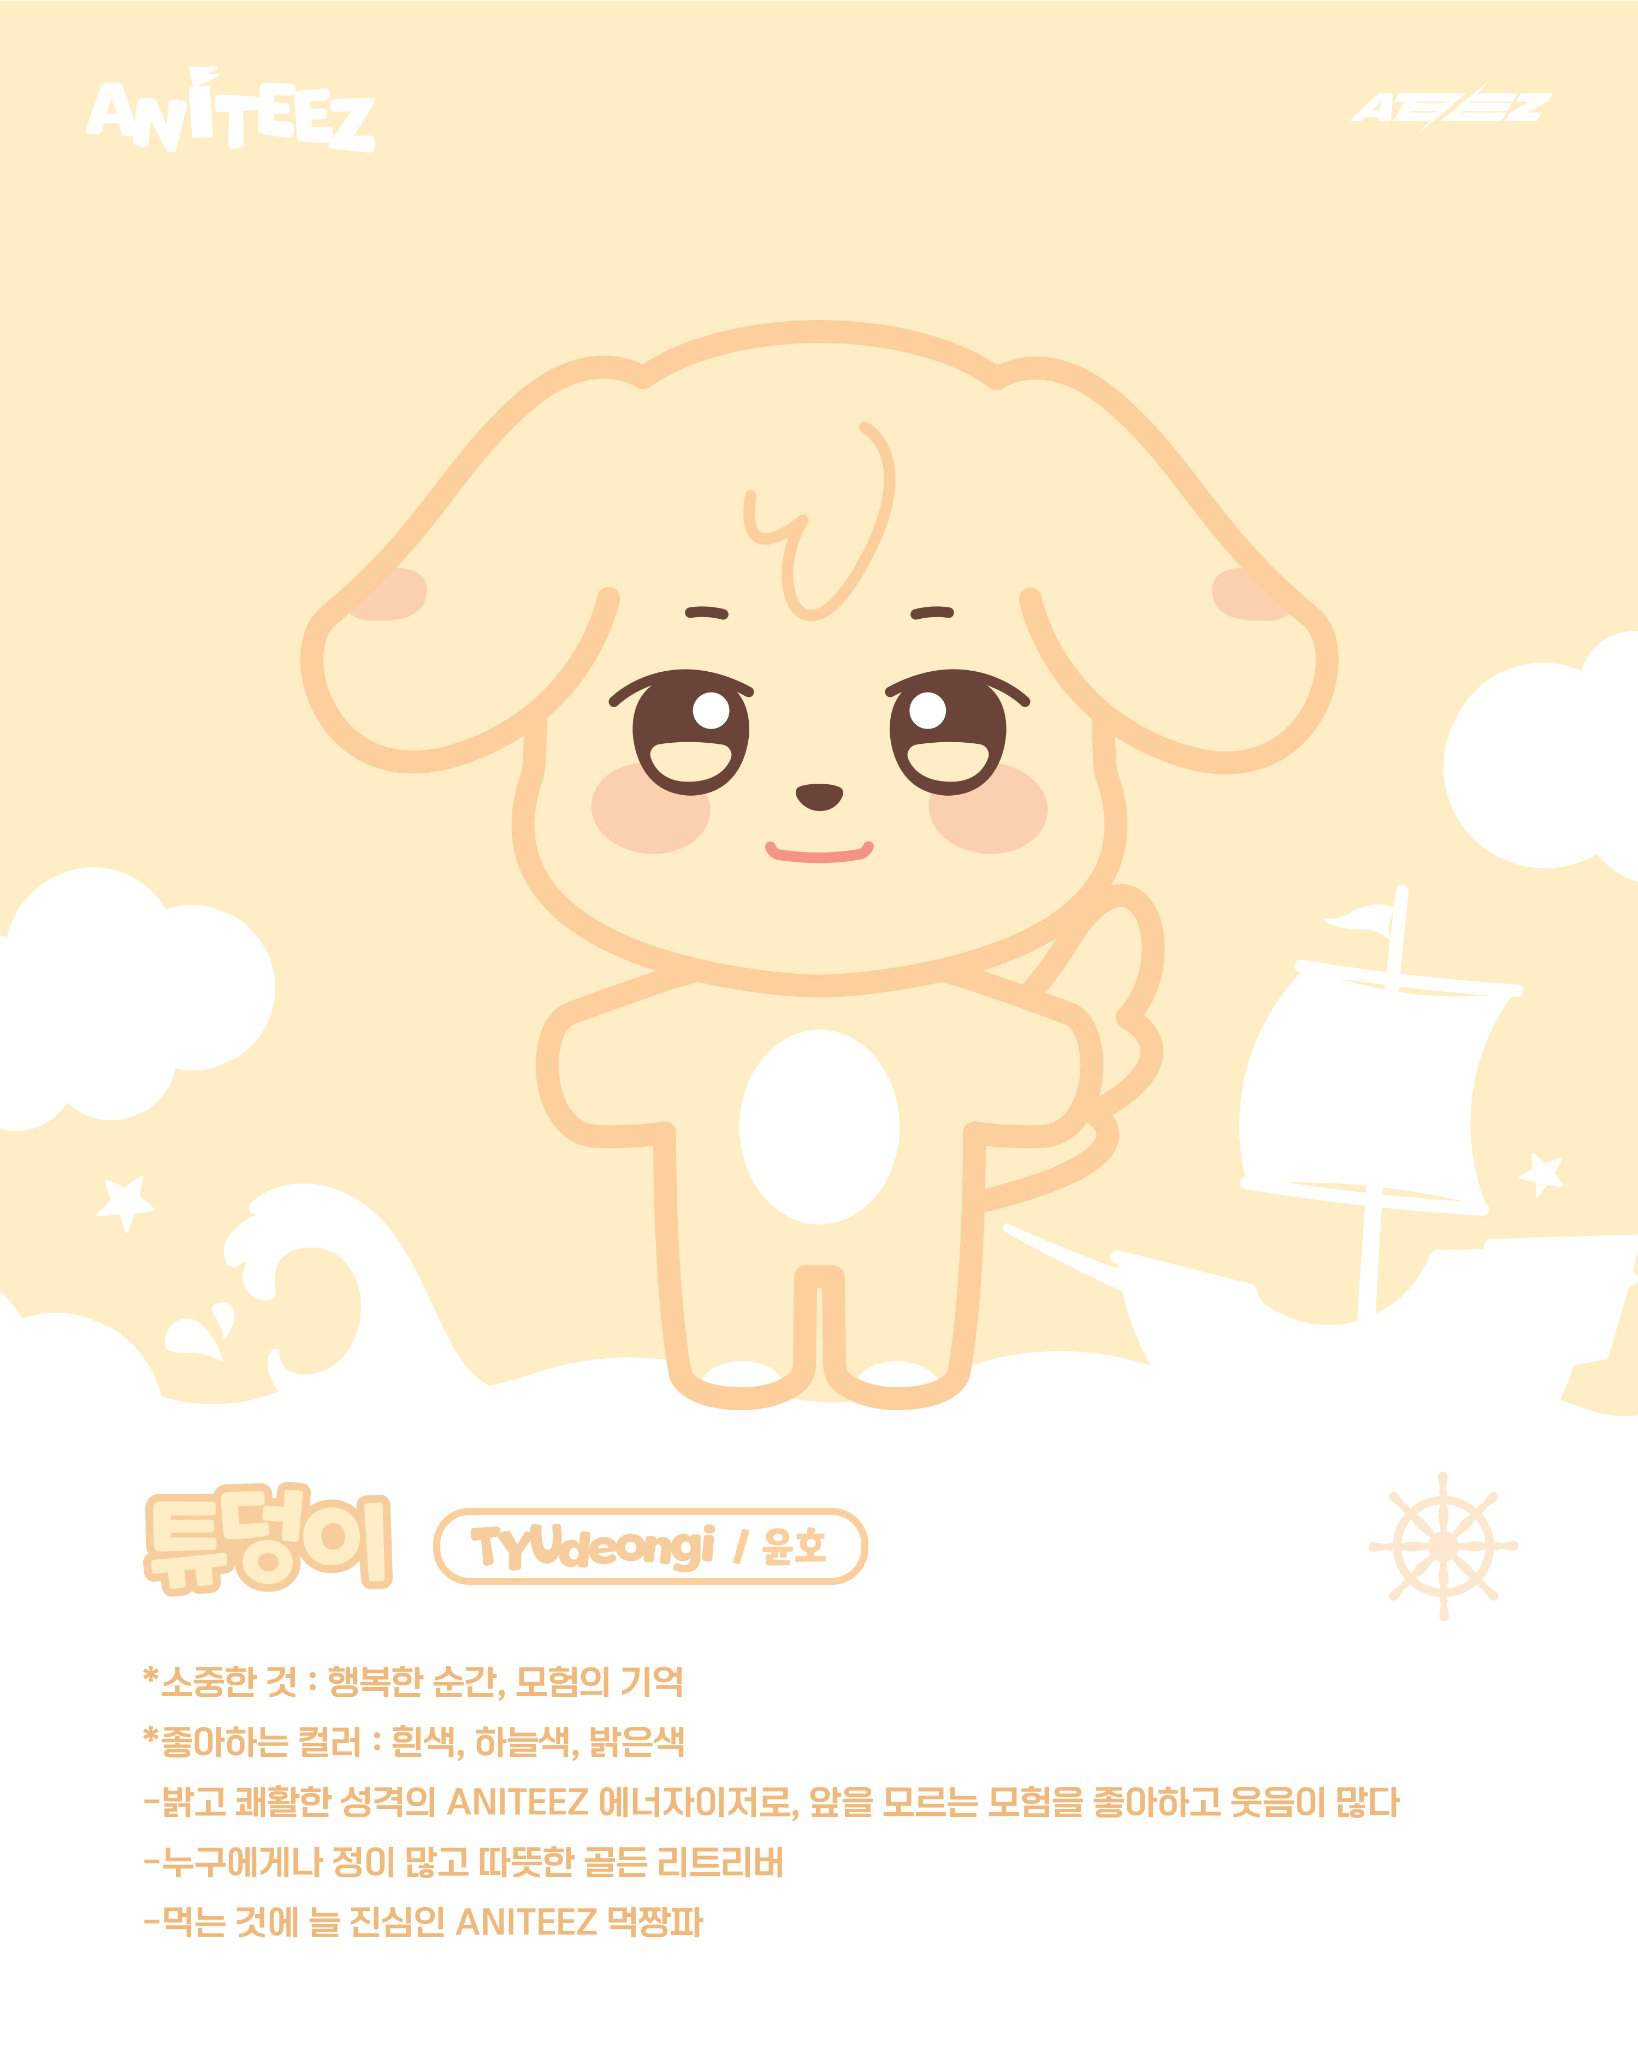 ANITEEZ
ATEEZ
튜덩이
TYUdeongi / 윤호
*소중한 것 : 행복한 순간, 모험의 기억
*좋아하는 컬러 : 흰색, 하늘색, 밝은색
-밝고 쾌활한 성격의 ANITEEZ 에너자이저로, 앞을 모르는 모험을 좋아하고 웃음이 많다
-누구에게나 정이 많고 따뜻한 골든 리트리버
-먹는 것에 늘 진심인 ANITEEZ 먹짱파